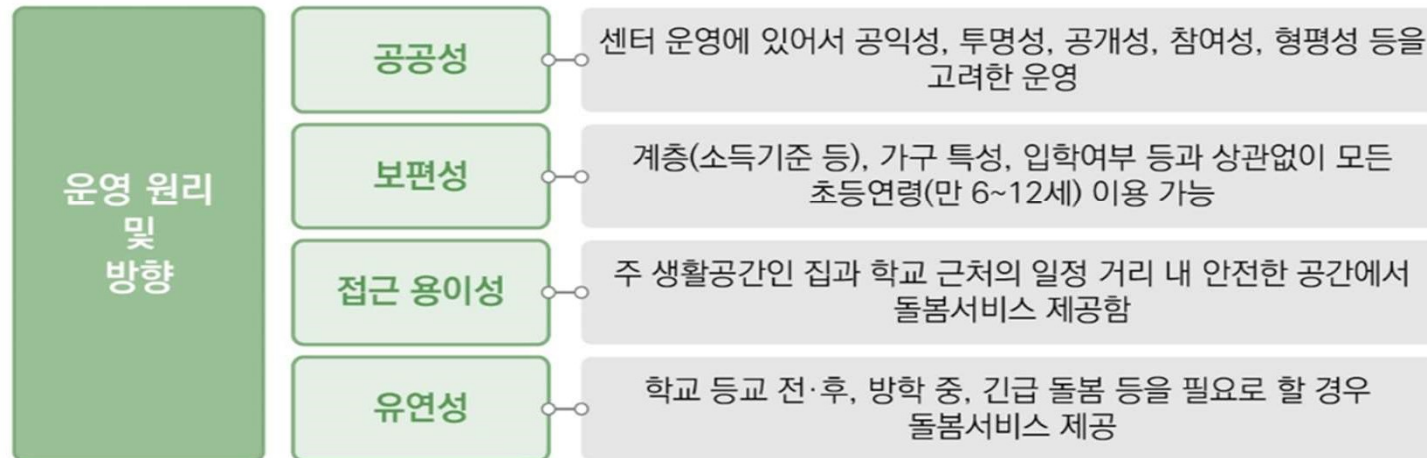 운영 원리
및
방향
공공성
센터 운영에 있어서 공익성, 투명성, 공개성, 참여성, 형평성 등을
고려한 운영
보편성
계층(소득기준 등), 가구 특성, 입학여부 등과 상관없이 모든
초등연령(만 6~12세) 이용 가능
접근 용이성
주 생활공간인 집과 학교 근처의 일정 거리 내 안전한 공간에서
돌봄서비스 제공함
유연성
학교 등교 전·후, 방학 중, 긴급 돌봄 등을 필요로 할 경우
돌봄서비스 제공